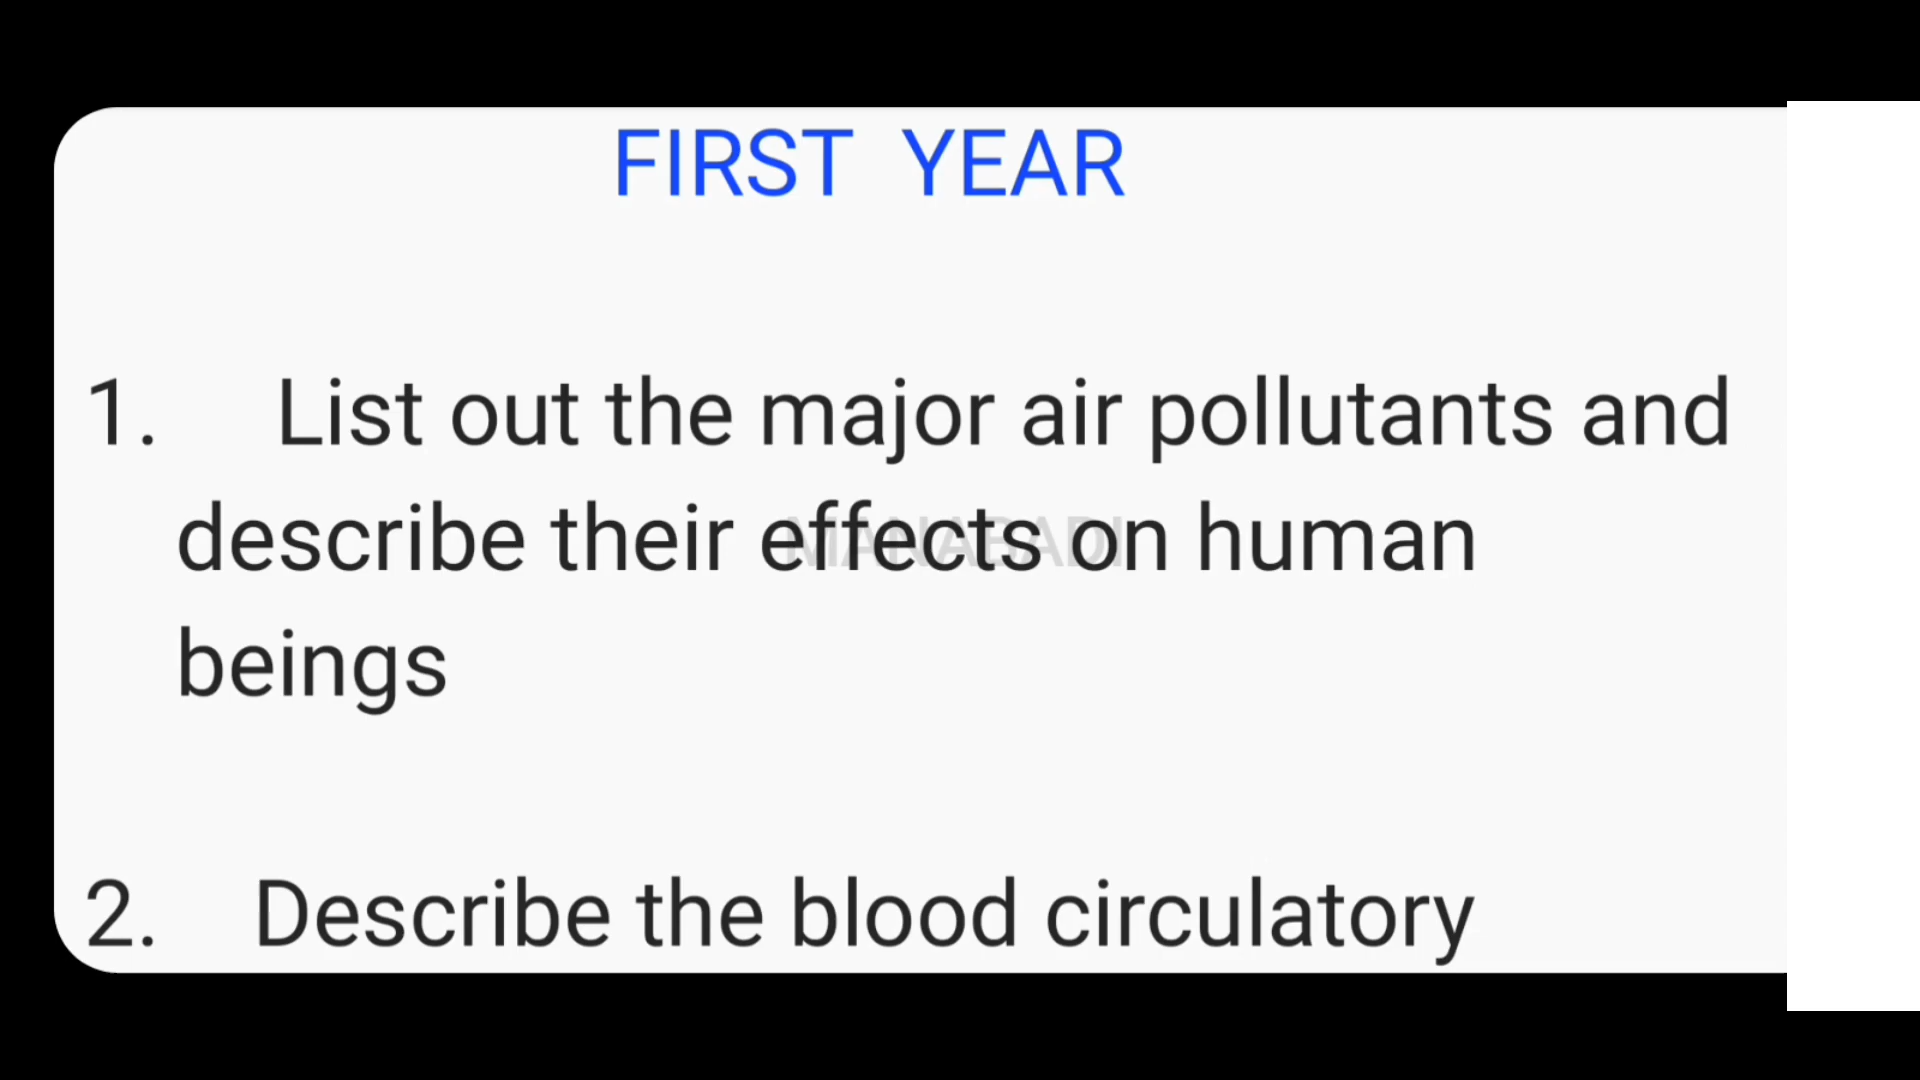 FIRST YEAR
1. List out the major air pollutants and
describe their effects on human
beings
MANABADI
2. Describe the blood circulatory